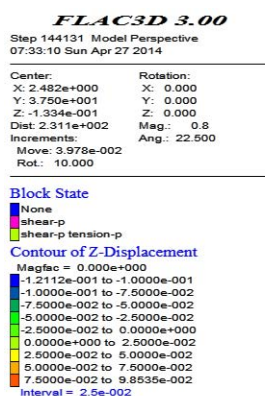 FLAC3D 3.00
Step 144131 Model Perspective
07:33:10 Sun Apr 27 2014
Center: Rotation:
X: 2.482e+000 X: 0.000
Y: 3.750e+001 Y: 0.000
Z: -1.334e-001 Z: 0.000
Dist: 2.311e+002 Mag.: 0.8
Increments: Ang.: 22.500
Move: 3.978e-002
Rot.: 10.000
Block State
None
shear-p
shear-p tension-p
Contour of Z-Displacement
Magfac = 0.000e+000
-1.2112e-001 to -1.0000e-001
-1.0000e-001 to -7.5000e-002
-7.5000e-002 to -5.0000e-002
-5.0000e-002 to -2.5000e-002
-2.5000e-002 to 0.0000e+000
0.0000e+000 to 2.5000e-002
2.5000e-002 to 5.0000e-002
5.0000e-002 to 7.5000e-002
7.5000e-002 to 9.8535e-002
Interval = 2.5e-002